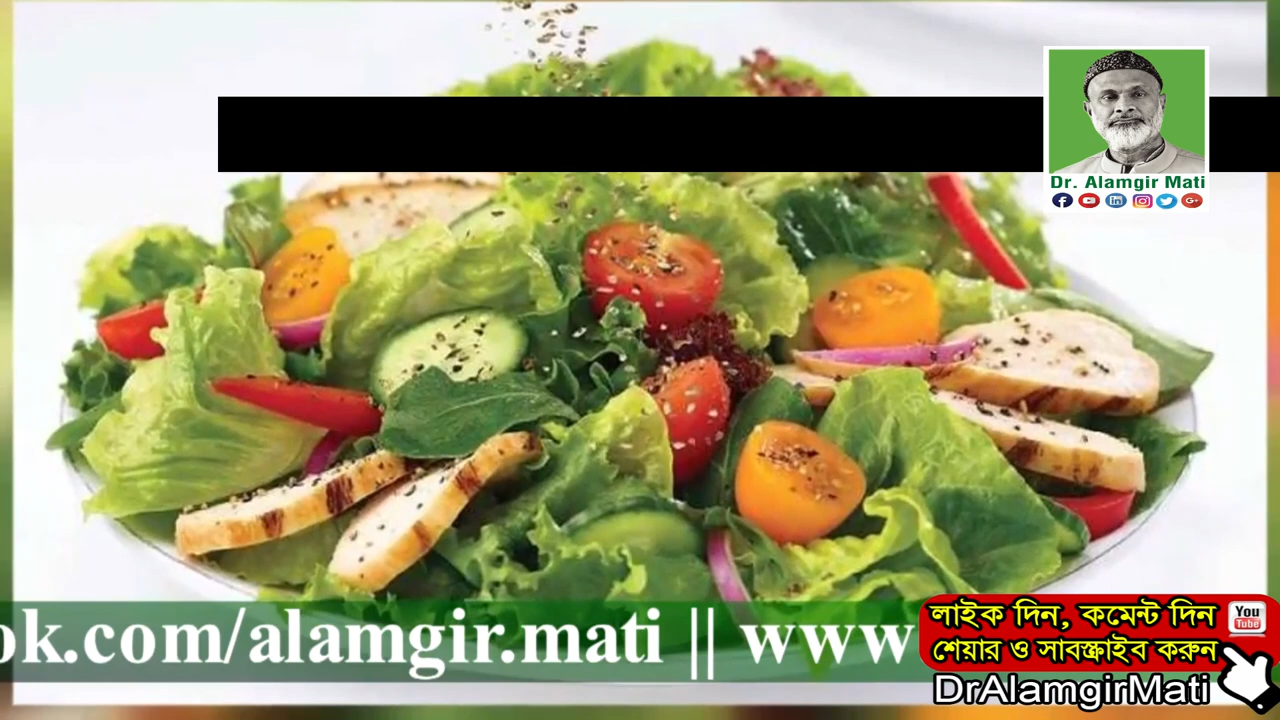 Dr. Alamgir Mati
ok.com/alamgir.mati || www
লাইক দিন, কমেন্ট দিন
You
Tube
শেয়ার ও সাবস্ক্রাইব করুন
DrAlamgirMati